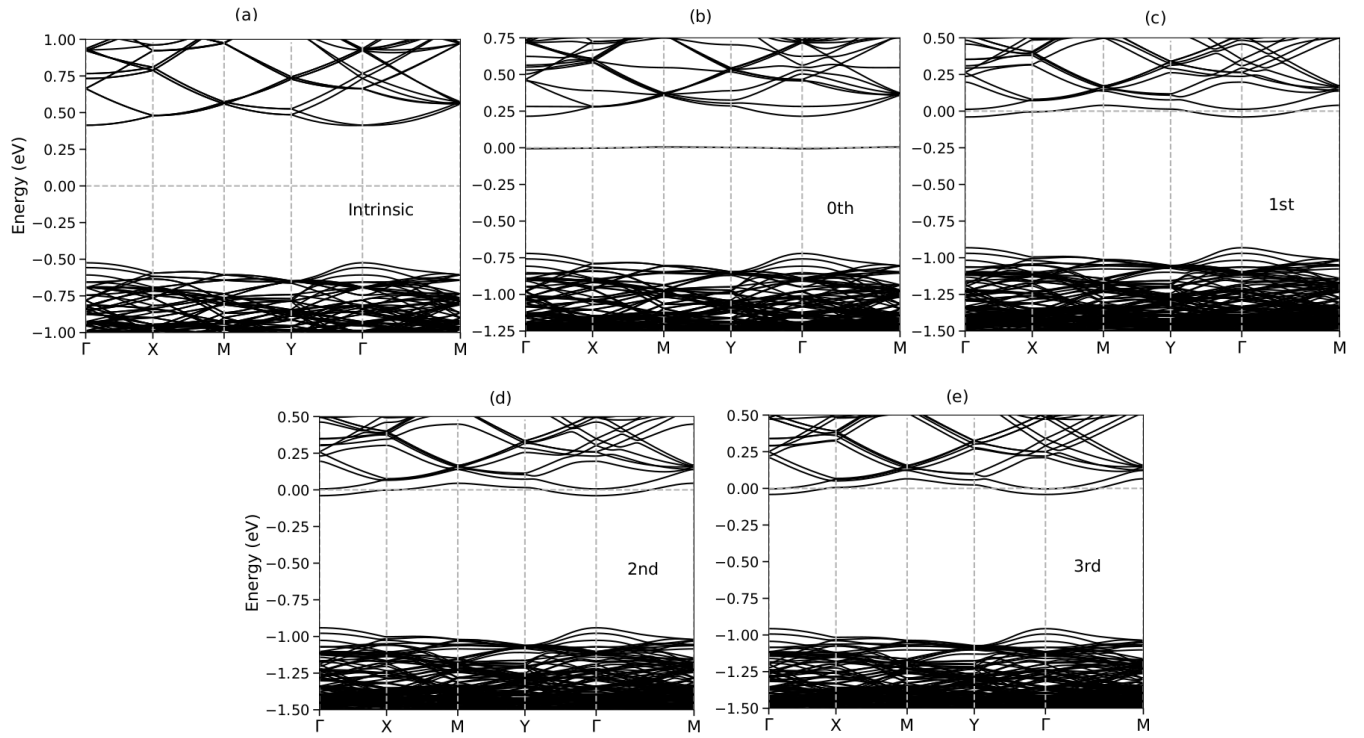 (a)
1.00
0.75
0.50
0.25
0.00
−0.25
−0.50
−0.75
−1.00
Energy (eV)
Intrinsic
Γ X M Y Γ M
(b)
0.75
0.50
0.25
0.00
−0.25
−0.50
−0.75
−1.00
−1.25
0th
Γ X M Y Γ M
(c)
0.50
0.25
0.00
−0.25
−0.50
−0.75
−1.00
−1.25
−1.50
1st
Γ X M Y Γ M
(d)
0.50
0.25
0.00
−0.25
−0.50
−0.75
−1.00
−1.25
−1.50
Energy (eV)
2nd
Γ X M Y Γ M
(e)
0.50
0.25
0.00
−0.25
−0.50
−0.75
−1.00
−1.25
−1.50
3rd
Γ X M Y Γ M